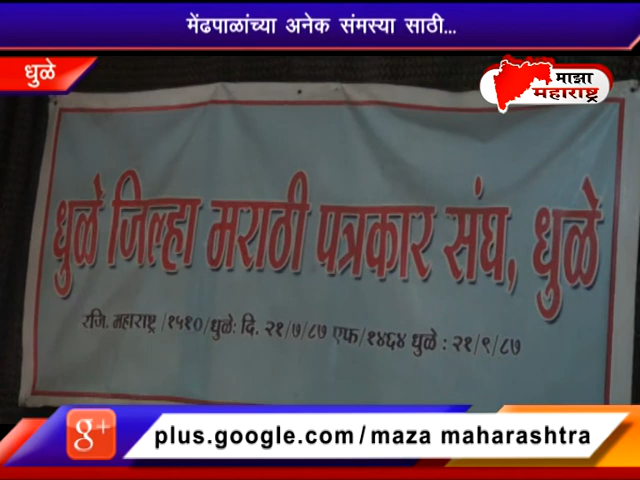 मेंढपाळांच्या अनेक संमस्या साठी...
धुळे
माझा
महाराष्ट्र
धुळे जिल्हा मराठी पत्रकार संघ, धुळे
रजि. महाराष्ट्र /१५१०/धुळे: दि. २१/७/८७ एफ/१४६४ धुळे : २१/९/८७
g+
plus.google.com/maza maharashtra